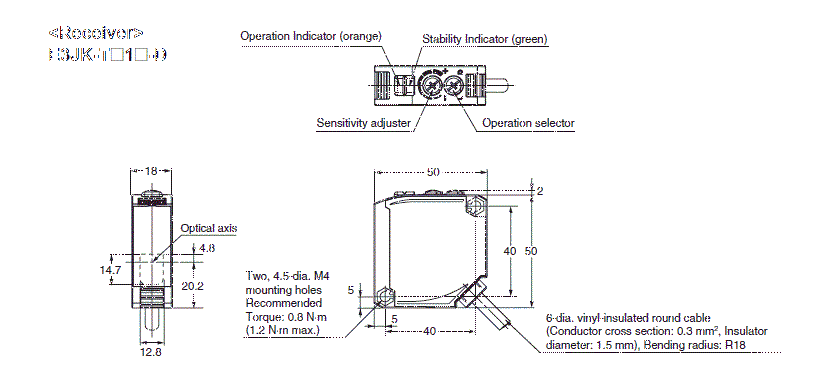 <Receiver>
Operation Indicator (orange)
Stability Indicator (green)
Sensitivity adjuster
Operation selector
18
50
2
Optical axis
4.8
14.7
20.2
12.8
40
50
Two, 4.5-dia. M4
mounting holes
Recommended
Torque: 0.8 N·m
(1.2 N·m max.)
5
5
40
6-dia. vinyl-insulated round cable
(Conductor cross section: 0.3 mm², Insulator
diameter: 1.5 mm), Bending radius: R18